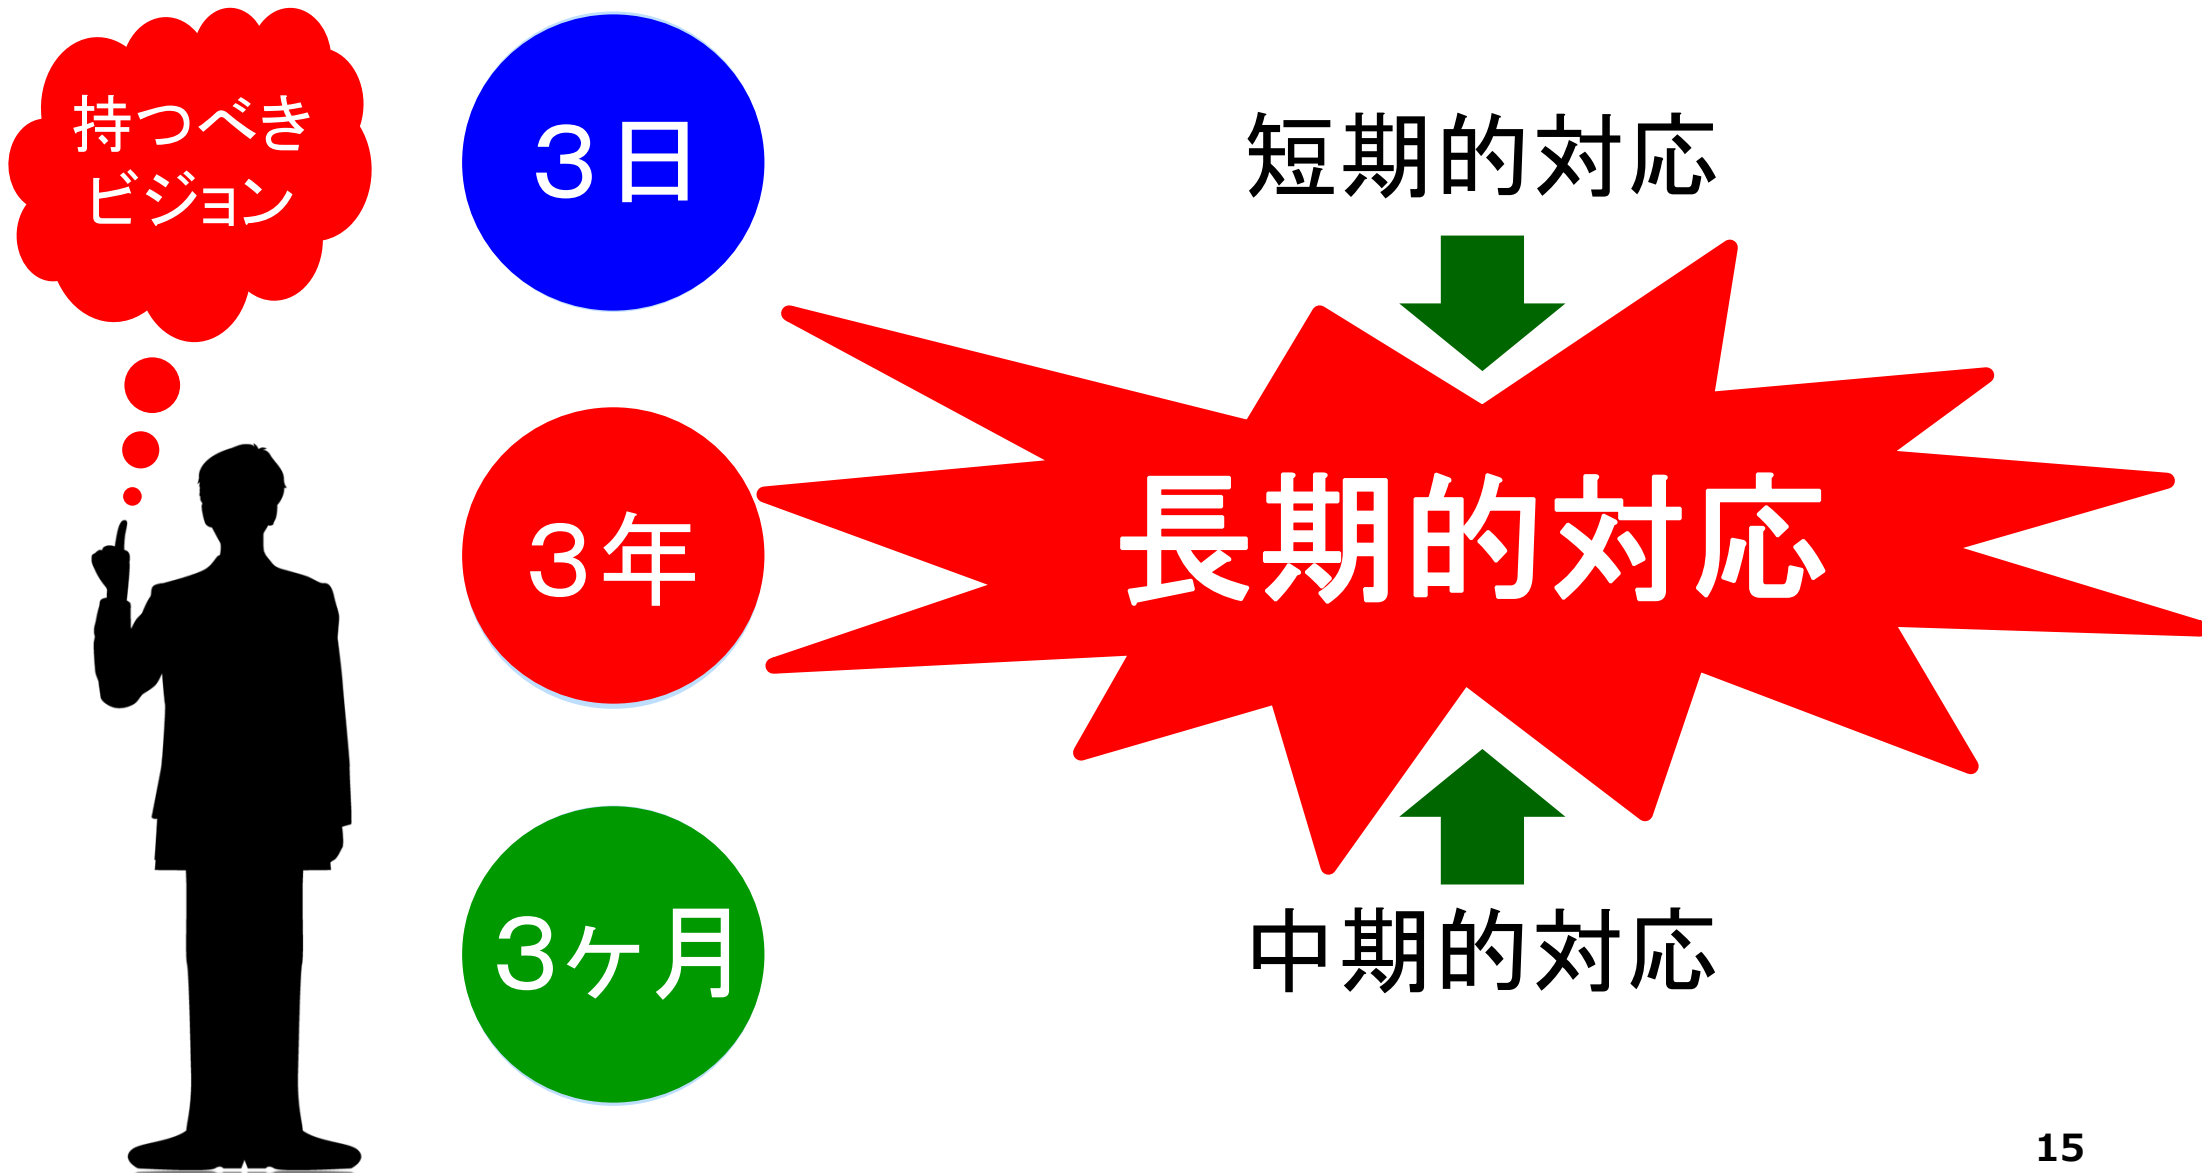 持つべき
ビジョン
３日
短期的対応
３年
長期的対応
３ヶ月
中期的対応
15